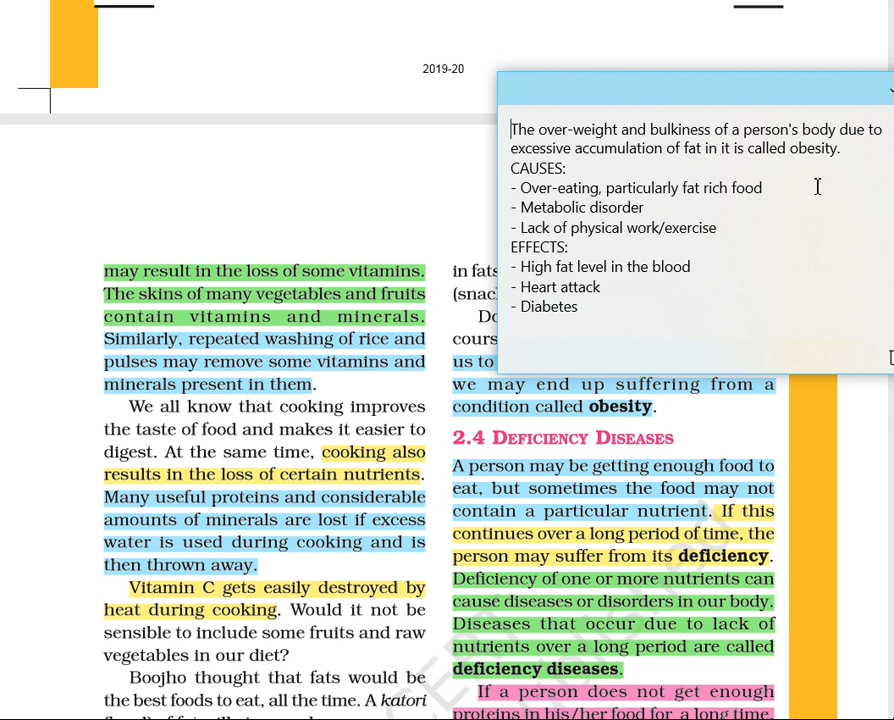 2019-20
The over-weight and bulkiness of a person's body due to
excessive accumulation of fat in it is called obesity.
CAUSES:
- Over-eating, particularly fat rich food
- Metabolic disorder
- Lack of physical work/exercise
EFFECTS:
- High fat level in the blood
- Heart attack
- Diabetes
may result in the loss of some vitamins.
The skins of many vegetables and fruits
contain vitamins and minerals.
Similarly, repeated washing of rice and
pulses may remove some vitamins and
minerals present in them.
We all know that cooking improves
the taste of food and makes it easier to
digest. At the same time, cooking also
results in the loss of certain nutrients.
Many useful proteins and considerable
amounts of minerals are lost if excess
water is used during cooking and is
then thrown away.
Vitamin C gets easily destroyed by
heat during cooking. Would it not be
sensible to include some fruits and raw
vegetables in our diet?
Boojho thought that fats would be
the best foods to eat, all the time. A katori
in fats
(snac
Do
cours
us to
we may end up suffering from a
condition called obesity.
2.4 DEFICIENCY DISEASES
A person may be getting enough food to
eat, but sometimes the food may not
contain a particular nutrient. If this
continues over a long period of time, the
person may suffer from its deficiency.
Deficiency of one or more nutrients can
cause diseases or disorders in our body.
Diseases that occur due to lack of
nutrients over a long period are called
deficiency diseases.
If a person does not get enough
proteins in his/her food for a long time,